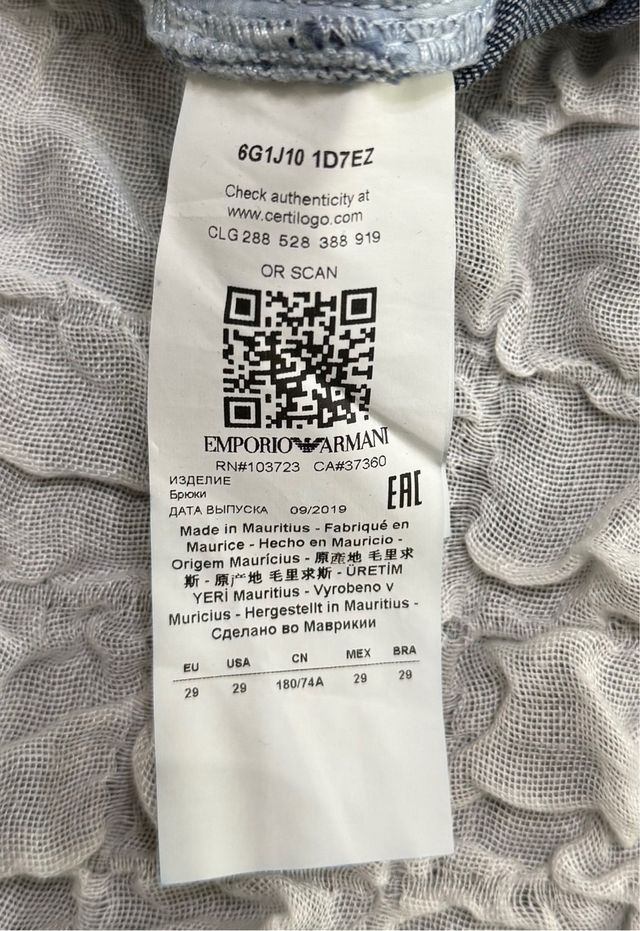 6G1J10 1D7EZ
Check authenticity at
www.certilogo.com
CLG 288 528 388 919
OR SCAN
EMPORIO ARMANI
RN#103723 CA#37360
ИЗДЕЛИЕ
Брюки
ДАТА ВЫПУСКА 09/2019
EAC
Made in Mauritius - Fabriqué en
Maurice - Hecho en Mauricio -
Origem Maurícius - 原產地 毛里求
斯 - 原产地 毛里求斯 - ÜRETİM
YERİ Mauritius - Vyrobeno v
Muricius - Hergestellt in Mauritius -
Сделано во Маврикии
EU USA CN MEX BRA
29 29 180/74A 29 29